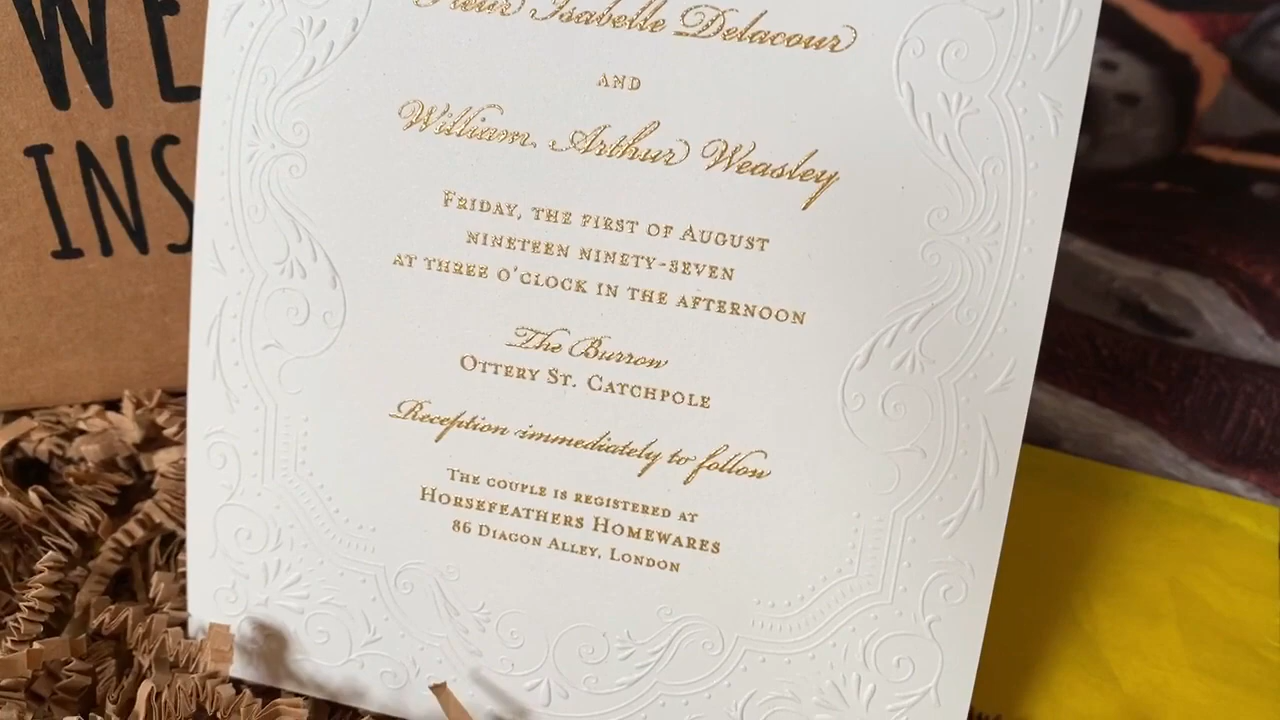 WE
INS
Fleur Isabelle Delacour
AND
William Arthur Weasley
FRIDAY, THE FIRST OF AUGUST
NINETEEN NINETY-SEVEN
AT THREE O'CLOCK IN THE AFTERNOON
The Burrow
OTTERY ST. CATCHPOLE
Reception immediately to follow
THE COUPLE IS REGISTERED AT
HORSEFEATHERS HOMEWARES
86 DIAGON ALLEY, LONDON